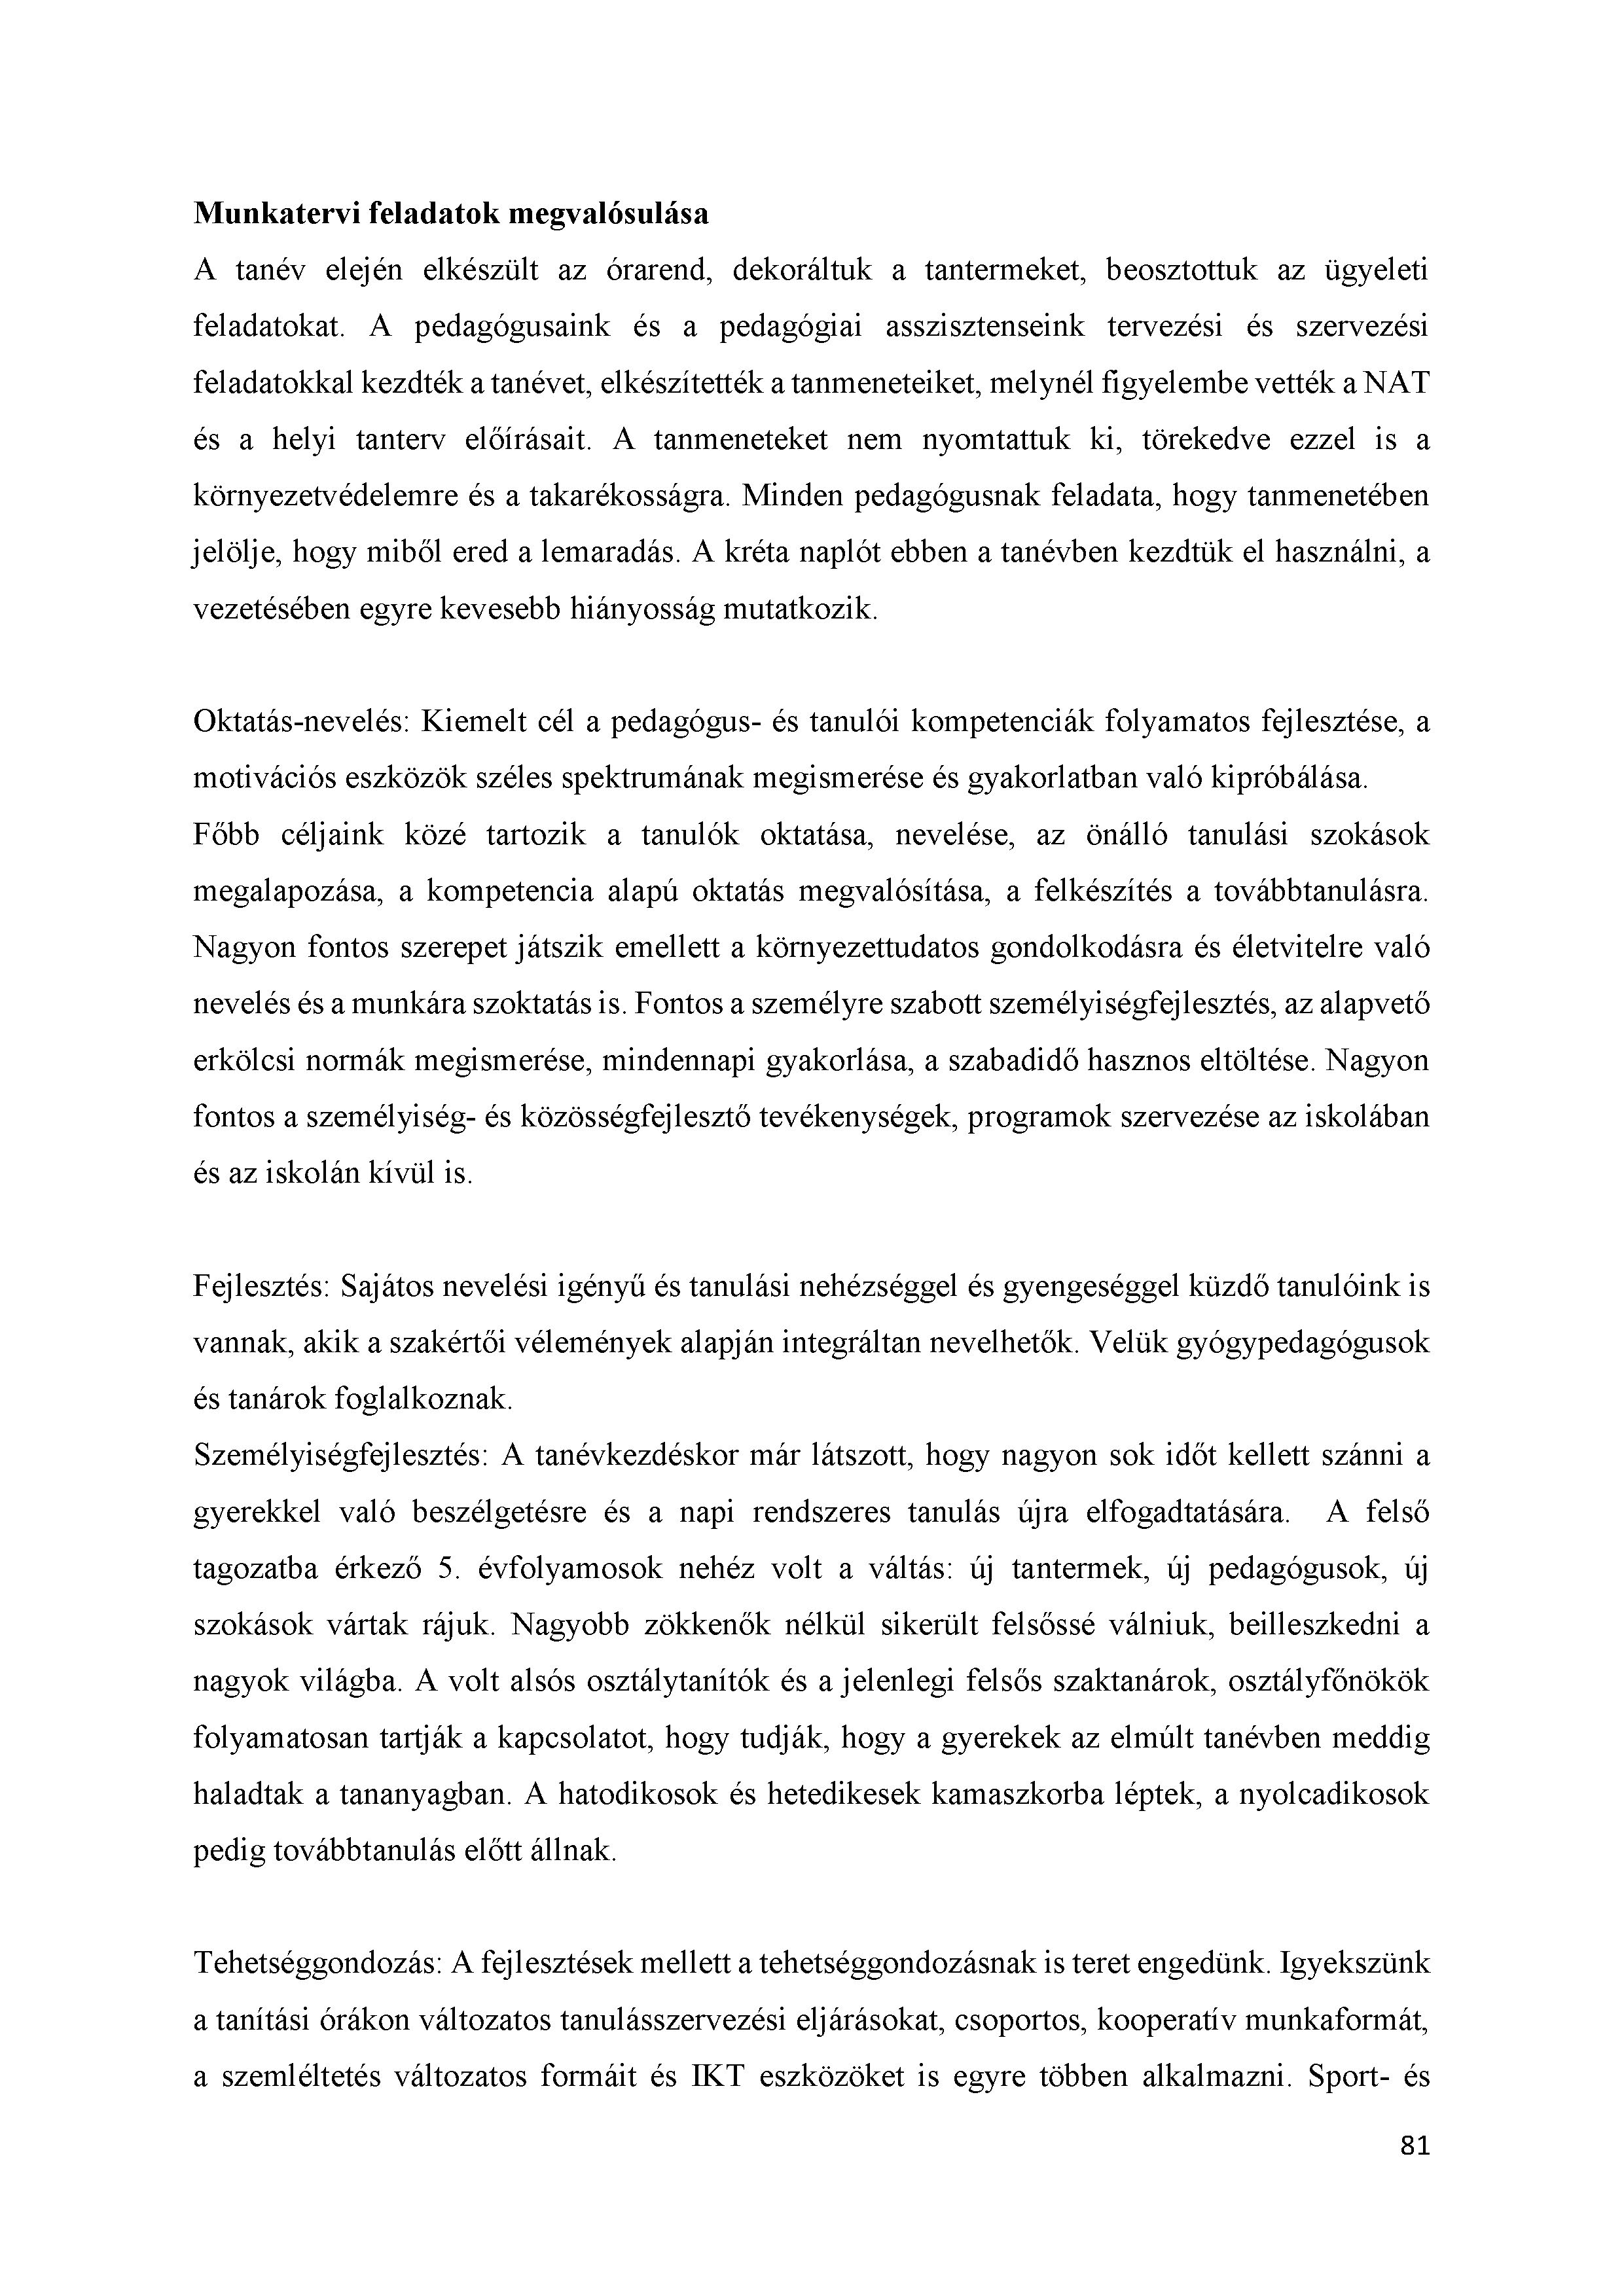 Munkatervi feladatok megvalósulása
A tanév elején elkészült az órarend, dekoráltuk a tantermeket, beosztottuk az ügyeleti
feladatokat. A pedagógusaink és a pedagógiai asszisztenseink tervezési és szervezési
feladatokkal kezdték a tanévet, elkészítették a tanmeneteiket, melynél figyelembe vették a NAT
és a helyi tanterv előírásait. A tanmeneteket nem nyomtattuk ki, törekedve ezzel is a
környezetvédelemre és a takarékosságra. Minden pedagógusnak feladata, hogy tanmenetében
jelölje, hogy miből ered a lemaradás. A kréta naplót ebben a tanévben kezdtük el használni, a
vezetésében egyre kevesebb hiányosság mutatkozik.
Oktatás-nevelés: Kiemelt cél a pedagógus- és tanulói kompetenciák folyamatos fejlesztése, a
motivációs eszközök széles spektrumának megismerése és gyakorlatban való kipróbálása.
Főbb céljaink közé tartozik a tanulók oktatása, nevelése, az önálló tanulási szokások
megalapozása, a kompetencia alapú oktatás megvalósítása, a felkészítés a továbbtanulásra.
Nagyon fontos szerepet játszik emellett a környezettudatos gondolkodásra és életvitelre való
nevelés és a munkára szoktatás is. Fontos a személyre szabott személyiségfejlesztés, az alapvető
erkölcsi normák megismerése, mindennapi gyakorlása, a szabadidő hasznos eltöltése. Nagyon
fontos a személyiség- és közösségfejlesztő tevékenységek, programok szervezése az iskolában
és az iskolán kívül is.
Fejlesztés: Sajátos nevelési igényű és tanulási nehézséggel és gyengeséggel küzdő tanulóink is
vannak, akik a szakértői vélemények alapján integráltan nevelhetők. Velük gyógypedagógusok
és tanárok foglalkoznak.
Személyiségfejlesztés: A tanévkezdéskor már látszott, hogy nagyon sok időt kellett szánni a
gyerekkel való beszélgetésre és a napi rendszeres tanulás újra elfogadtatására. A felső
tagozatba érkező 5. évfolyamosok nehéz volt a váltás: új tantermek, új pedagógusok, új
szokások vártak rájuk. Nagyobb zökkenők nélkül sikerült felsőssé válniuk, beilleszkedni a
nagyok világba. A volt alsós osztálytanítók és a jelenlegi felsős szaktanárok, osztályfőnökök
folyamatosan tartják a kapcsolatot, hogy tudják, hogy a gyerekek az elmúlt tanévben meddig
haladtak a tananyagban. A hatodikosok és hetedikesek kamaszkorba léptek, a nyolcadikosok
pedig továbbtanulás előtt állnak.
Tehetséggondozás: A fejlesztések mellett a tehetséggondozásnak is teret engedünk. Igyekszünk
a tanítási órákon változatos tanulásszervezési eljárásokat, csoportos, kooperatív munkaformát,
a szemléltetés változatos formáit és IKT eszközöket is egyre többen alkalmazni. Sport- és
81